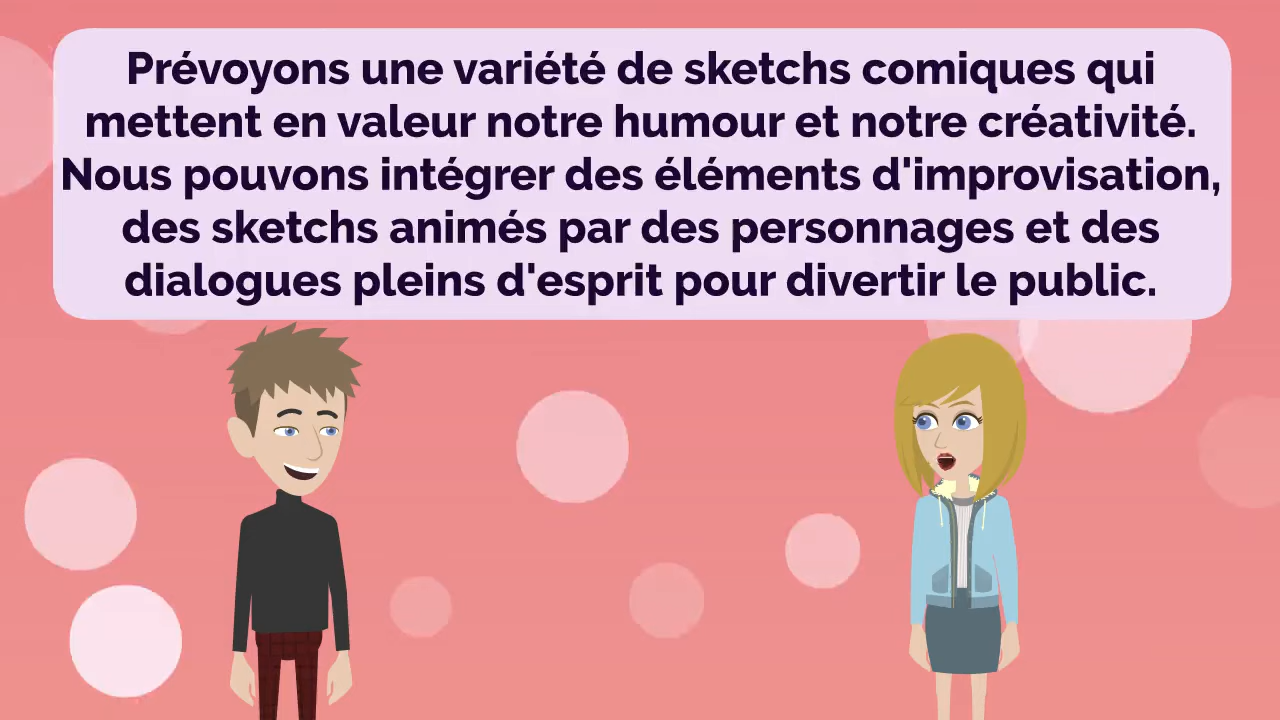 Prévoyons une variété de sketchs comiques qui
mettent en valeur notre humour et notre créativité.
Nous pouvons intégrer des éléments d'improvisation,
des sketchs animés par des personnages et des
dialogues pleins d'esprit pour divertir le public.